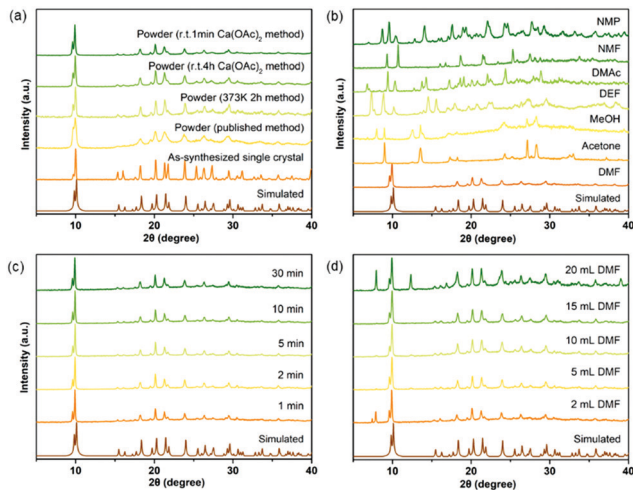 (a)
Powder (r.t.1min Ca(OAc)2 method)
Powder (r.t.4h Ca(OAc)2 method)
Powder (373K 2h method)
Powder (published method)
As-synthesized single crystal
Simulated
Intensity (a.u.)
10 20 30 40
2θ (degree)
(b)
NMP
NMF
DMAc
DEF
MeOH
Acetone
DMF
Simulated
Intensity (a.u.)
10 20 30 40
2θ (degree)
(c)
30 min
10 min
5 min
2 min
1 min
Simulated
Intensity (a.u.)
10 20 30 40
2θ (degree)
(d)
20 mL DMF
15 mL DMF
10 mL DMF
5 mL DMF
2 mL DMF
Simulated
Intensity (a.u.)
10 20 30 40
2θ (degree)